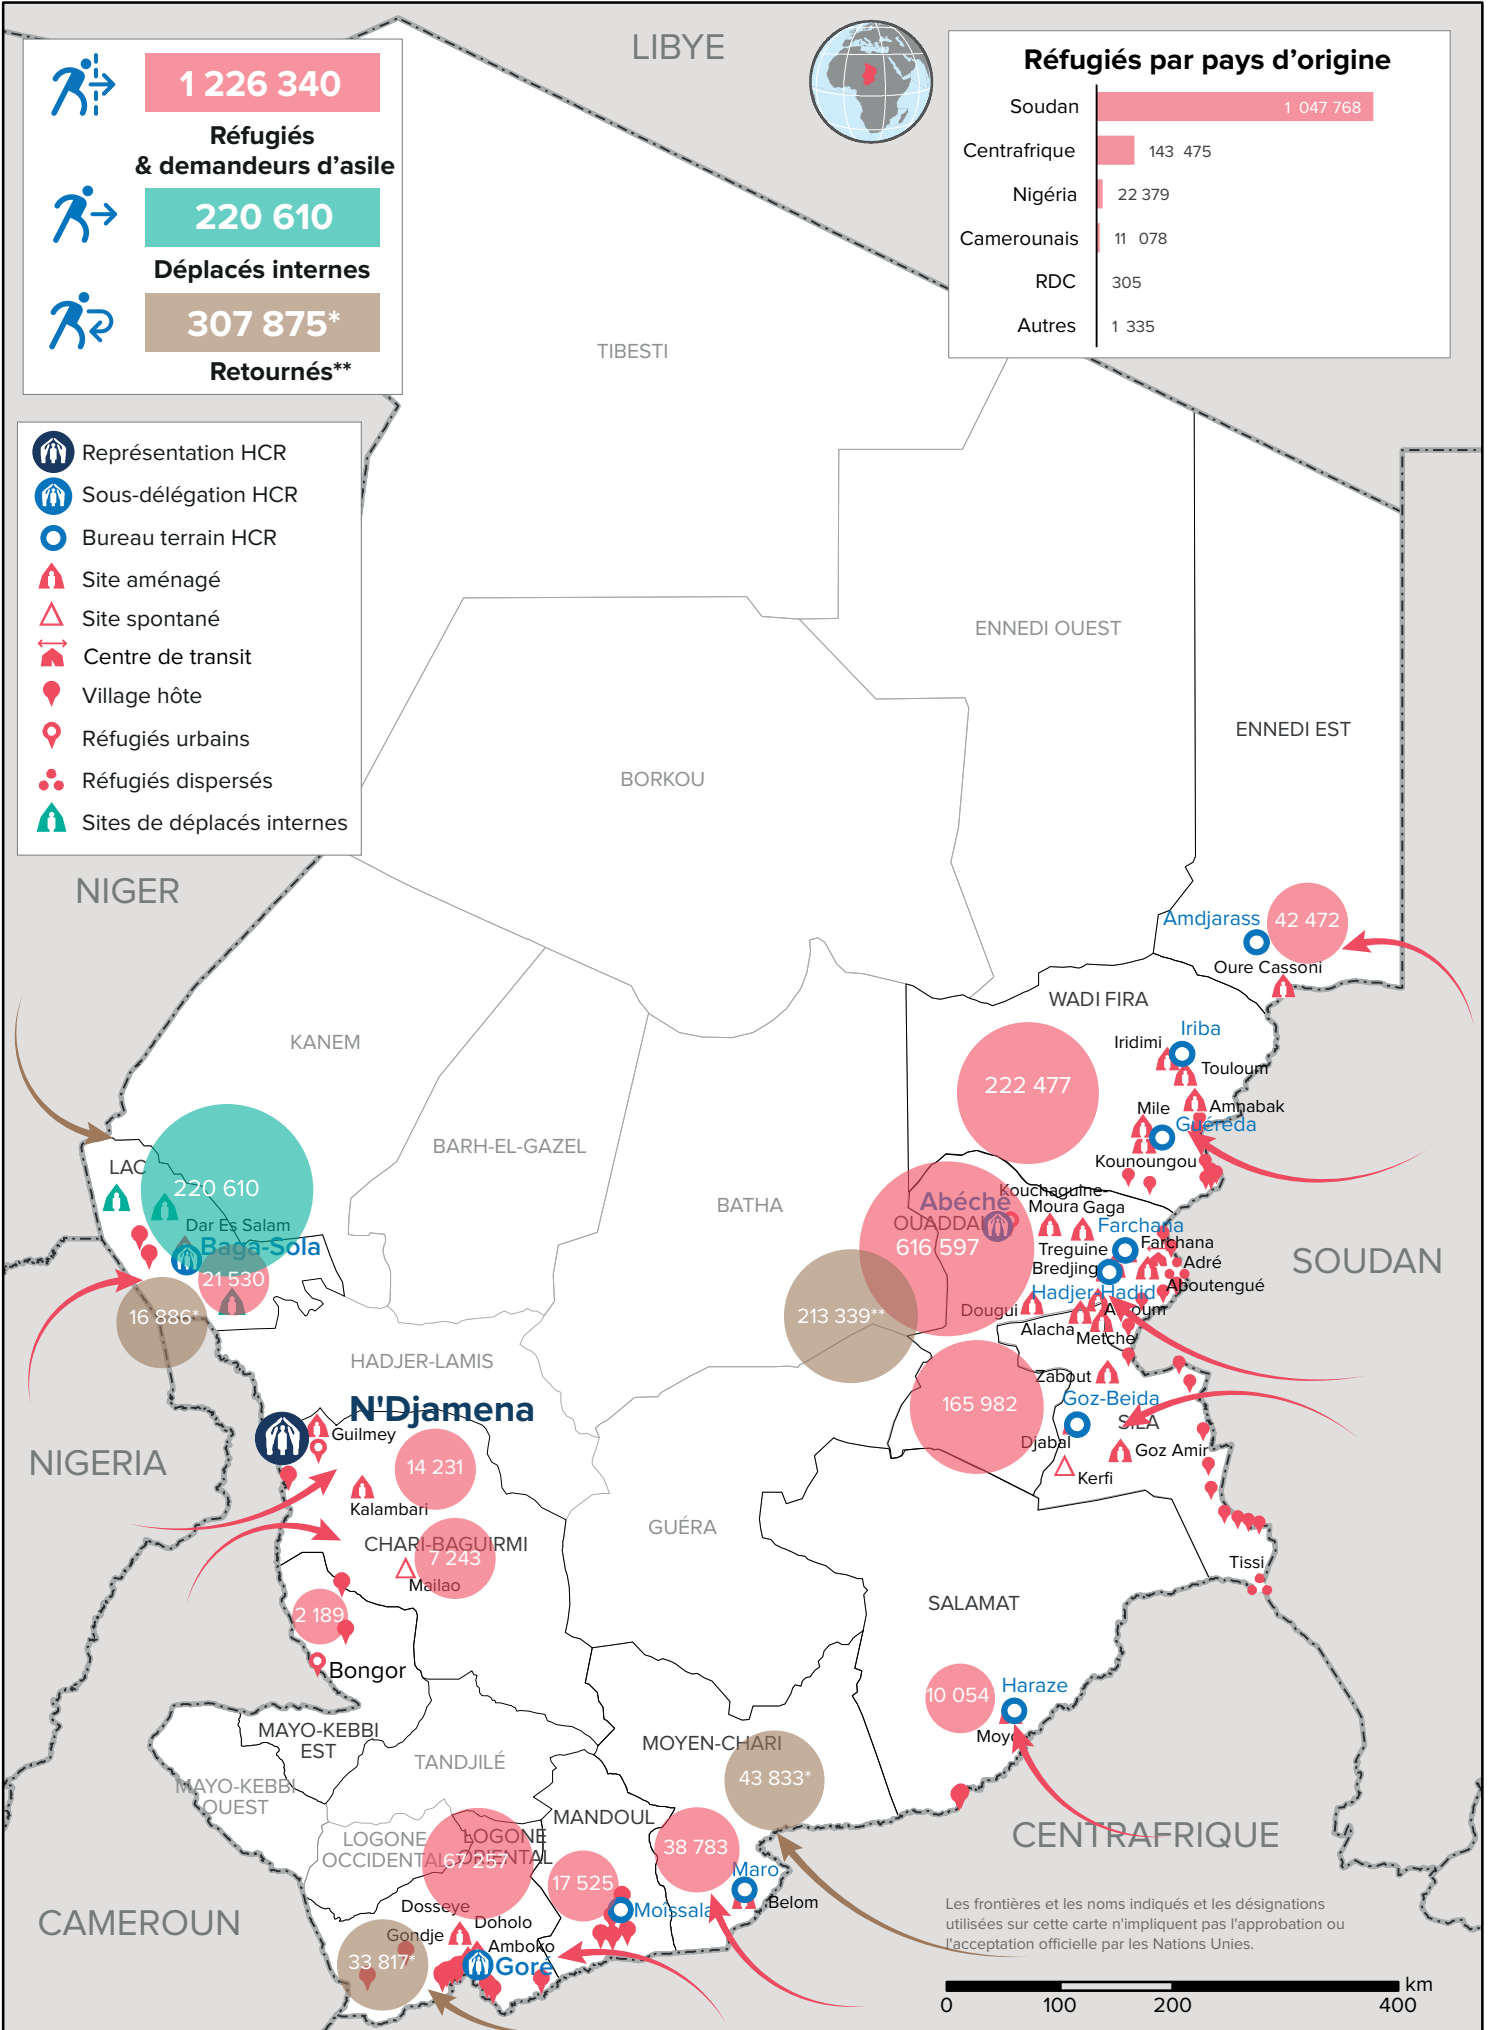 LIBYE
1 226 340
Réfugiés
& demandeurs d'asile
220 610
Déplacés internes
307 875*
Retournés**
Réfugiés par pays d'origine
Soudan 1 047 768
Centrafrique 143 475
Nigéria 22 379
Camerounais 11 078
RDC 305
Autres 1 335
Représentation HCR
Sous-délégation HCR
Bureau terrain HCR
Site aménagé
Site spontané
Centre de transit
Village hôte
Réfugiés urbains
Réfugiés dispersés
Sites de déplacés internes
TIBESTI
ENNEDI OUEST
ENNEDI EST
BORKOU
NIGER
Amdjarass
42 472
Oure Cassoni
WADI FIRA
KANEM
Iriba
Iridimi
Touloum
222 477
Mile
Amnabak
Guéréda
BARH-EL-GAZEL
Kounoungou
LAC
220 610
BATHA
Kouchaguine-
Moura
Gaga
Abéché
OUADDAI
616 597
Dar Es Salam
Baga-Sola
21 530
16 886*
Farchana
Farchana
Treguine
Bredjing
Adré
Aboutengué
Hadjer Hadid
SOUDAN
213 339**
Dougui
Arkoum
Alacha
Metche
HADJER-LAMIS
Zabout
165 982
Goz-Beida
SILA
N'Djamena
Guilmey
Djabal
Goz Amir
Kerfi
NIGERIA
14 231
Kalambari
GUÉRA
CHARI-BAGUIRMI
7 243
Mailao
Tissi
2 189
SALAMAT
Bongor
10 054
Haraze
Moyo
MAYO-KEBBI
EST
MOYEN-CHARI
TANDJILÉ
43 833*
MAYO-KEBBI
OUEST
MANDOUL
LOGONE
OCCIDENTAL
LOGONE
ORIENTAL
67 257
38 783
CENTRAFRIQUE
17 525
Maro
Belom
Moissala
Dosseye
Doholo
Gondje
Amboko
Goré
33 817*
CAMEROUN
Les frontières et les noms indiqués et les désignations
utilisées sur cette carte n'impliquent pas l'approbation ou
l'acceptation officielle par les Nations Unies.
km
0 100 200 400